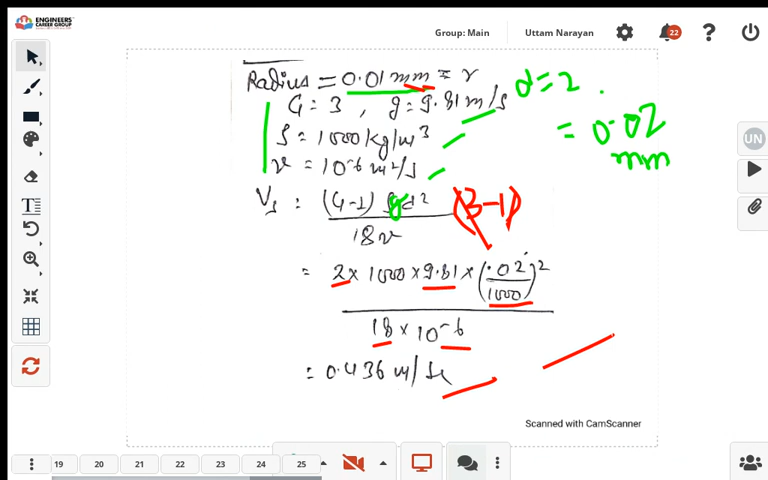 ENGINEERS
CAREER GROUP
Group: Main
Uttam Narayan
22
Radius = 0.01 mm = r
d = 2
G = 3 , g = 9.81 m/s
= 0.02
mm
ρ = 1000 kg/m³
ν = 10⁻⁶ m²/s
UN
Vs = (G-1) g d² / 18ν
(3-1)
= 2 × 1000 × 9.81 × (.02/1000)² / 18 × 10⁻⁶
= 0.436 m/sec
Scanned with CamScanner
19 20 21 22 23 24 25